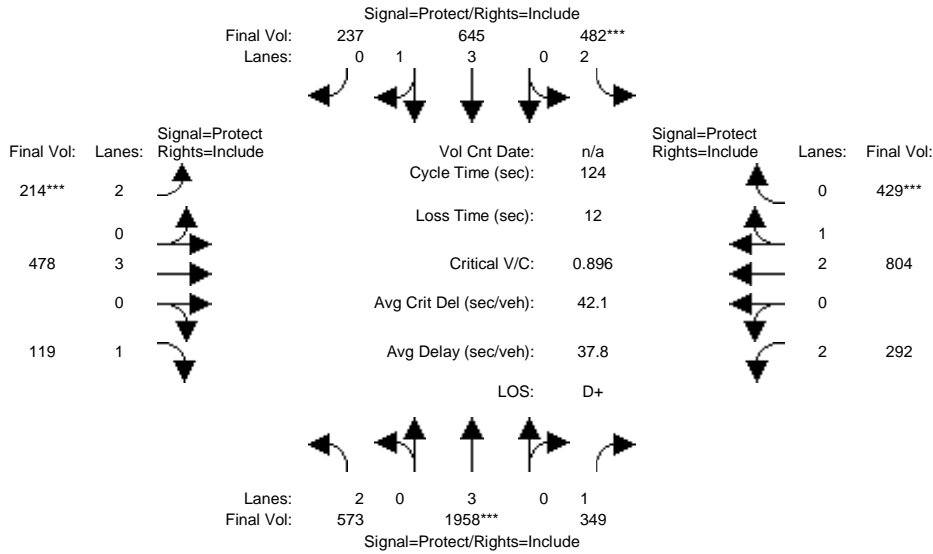 Signal=Protect/Rights=Include
Final Vol: 237 645 482***
Lanes: 0 1 3 0 2
Signal=Protect
Final Vol: Lanes: Rights=Include
Vol Cnt Date: n/a
Signal=Protect
Rights=Include Lanes: Final Vol:
Cycle Time (sec): 124
214*** 2
0 429***
Loss Time (sec): 12
0
1
478 3
Critical V/C: 0.896
2 804
0
Avg Crit Del (sec/veh): 42.1
0
119 1
Avg Delay (sec/veh): 37.8
2 292
LOS: D+
Lanes: 2 0 3 0 1
Final Vol: 573 1958*** 349
Signal=Protect/Rights=Include